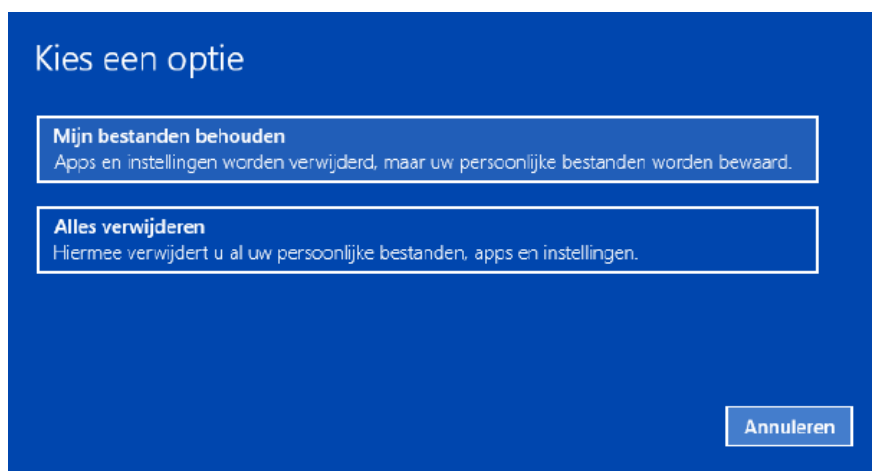 Kies een optie
Mijn bestanden behouden
Apps en instellingen worden verwijderd, maar uw persoonlijke bestanden worden bewaard.
Alles verwijderen
Hiermee verwijdert u al uw persoonlijke bestanden, apps en instellingen.
Annuleren